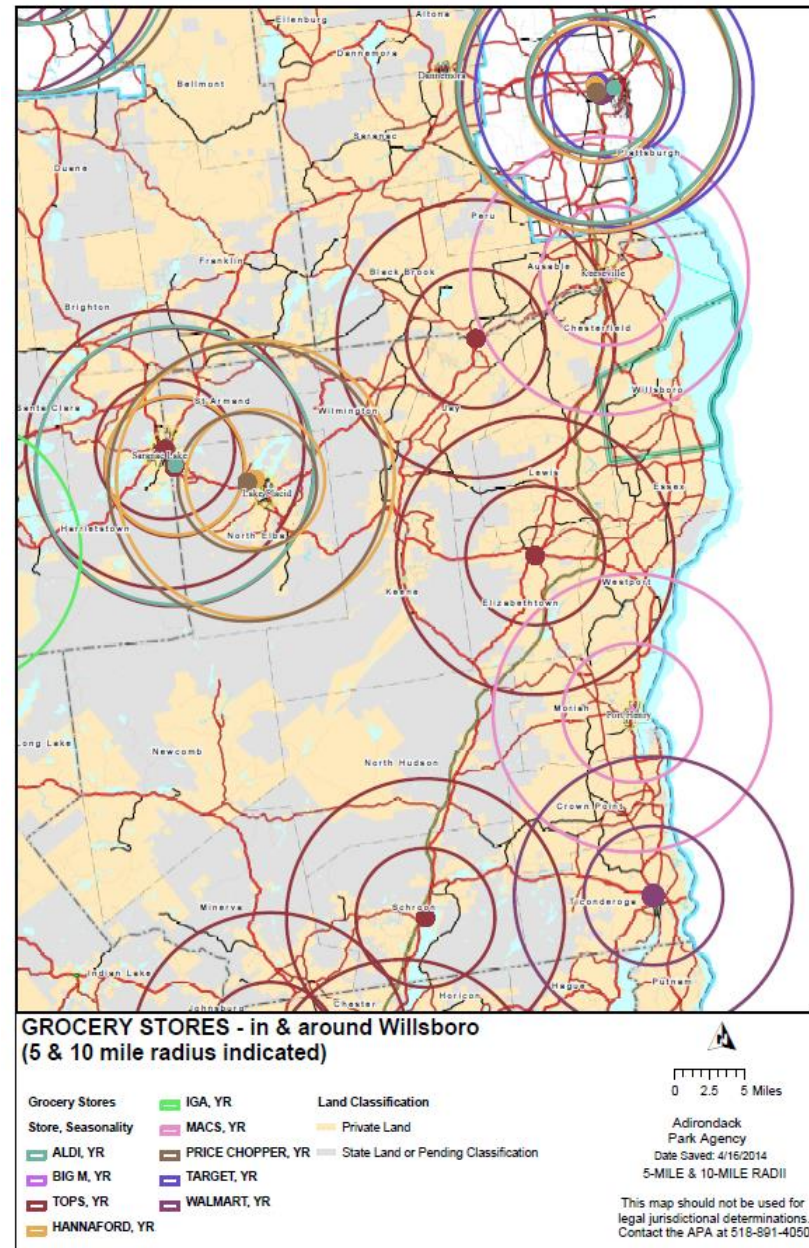 Ellenburg
Altona
Dannemora
Dannemora
Bellmont
Saranac
Plattsburgh
Duane
Peru
Franklin
Black Brook
Ausable
Keeseville
Brighton
Chesterfield
Willsboro
Santa Clara
St Armand
Wilmington
Jay
Saranac Lake
Lewis
Lake Placid
Essex
Harrietstown
North Elba
Westport
Keene
Elizabethtown
Moriah
Port Henry
Long Lake
Newcomb
North Hudson
Crown Point
Minerva
Schroon
Ticonderoga
Indian Lake
Putnam
Hague
Johnsburg
Chester
Horicon
GROCERY STORES - in & around Willsboro
(5 & 10 mile radius indicated)
Grocery Stores
Store, Seasonality
ALDI, YR
BIG M, YR
TOPS, YR
HANNAFORD, YR
IGA, YR
MACS, YR
PRICE CHOPPER, YR
TARGET, YR
WALMART, YR
Land Classification
Private Land
State Land or Pending Classification
N
0 2.5 5 Miles
Adirondack
Park Agency
Date Saved: 4/16/2014
5-MILE & 10-MILE RADII
This map should not be used for
legal jurisdictional determinations.
Contact the APA at 518-891-4050